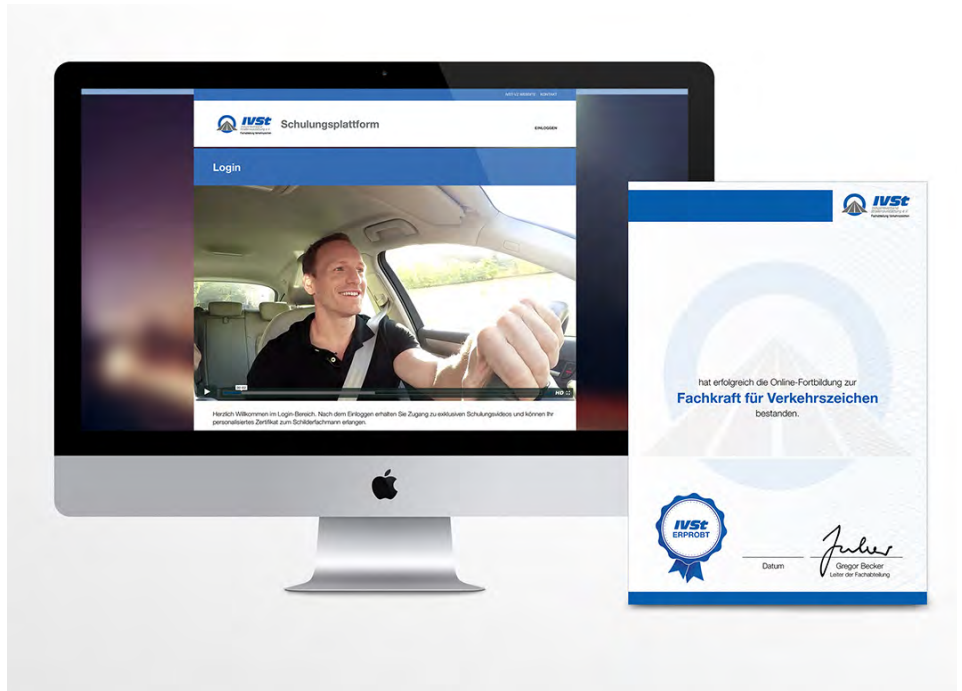 KONTAKT
IVSt
Schulungsplattform
EINLOGGEN
Login
HD
Herzlich Willkommen im Login-Bereich. Nach dem Einloggen erhalten Sie Zugang zu exklusiven Schulungsvideos und können Ihr
personalisiertes Zertifikat zum Schilderfachmann erlangen.
IVSt
hat erfolgreich die Online-Fortbildung zur
Fachkraft für Verkehrszeichen
bestanden.
IVSt
ERPROBT
Datum
Gregor Becker
Leiter der Fachabteilung